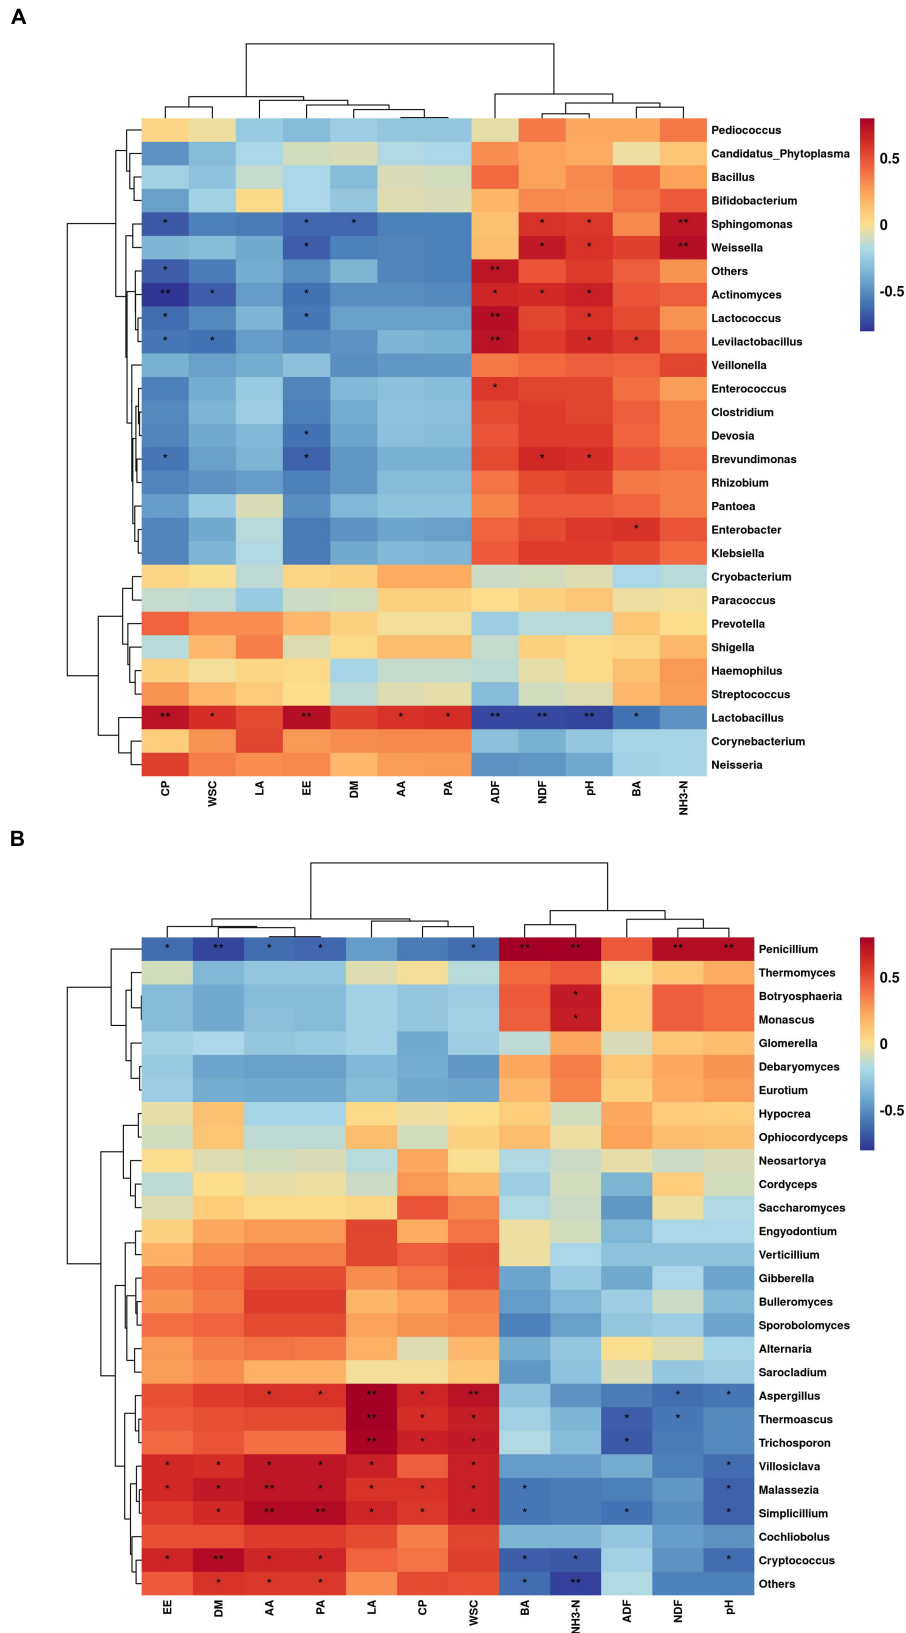 A
Pediococcus
Candidatus_Phytoplasma
Bacillus
Bifidobacterium
* * * * * ** Sphingomonas
* * * ** Weissella
* ** Others
** * * * * * Actinomyces
* * ** * Lactococcus
* * ** * * Levilactobacillus
Veillonella
* Enterococcus
Clostridium
* Devosia
* * * * Brevundimonas
Rhizobium
Pantoea
* Enterobacter
Klebsiella
Cryobacterium
Paracoccus
Prevotella
Shigella
Haemophilus
Streptococcus
** * ** * * ** ** ** * Lactobacillus
Corynebacterium
Neisseria
CP WSC LA EE DM AA PA ADF NDF pH BA NH3-N
0.5
0
-0.5
B
* ** * * * ** ** ** ** Penicillium
Thermomyces
* Botryosphaeria
* Monascus
Glomerella
Debaryomyces
Eurotium
Hypocrea
Ophiocordyceps
Neosartorya
Cordyceps
Saccharomyces
Engyodontium
Verticillium
Gibberella
Bulleromyces
Sporobolomyces
Alternaria
Sarocladium
* * ** * ** * * Aspergillus
** * * * * Thermoascus
** * * * Trichosporon
* * * * * * * Villosiclava
* * ** * * * * * * Malassezia
* ** ** * * * * * * Simplicillium
Cochliobolus
* ** * * * * * Cryptococcus
* * * * ** Others
EE DM AA PA LA CP WSC BA NH3-N ADF NDF pH
0.5
0
-0.5